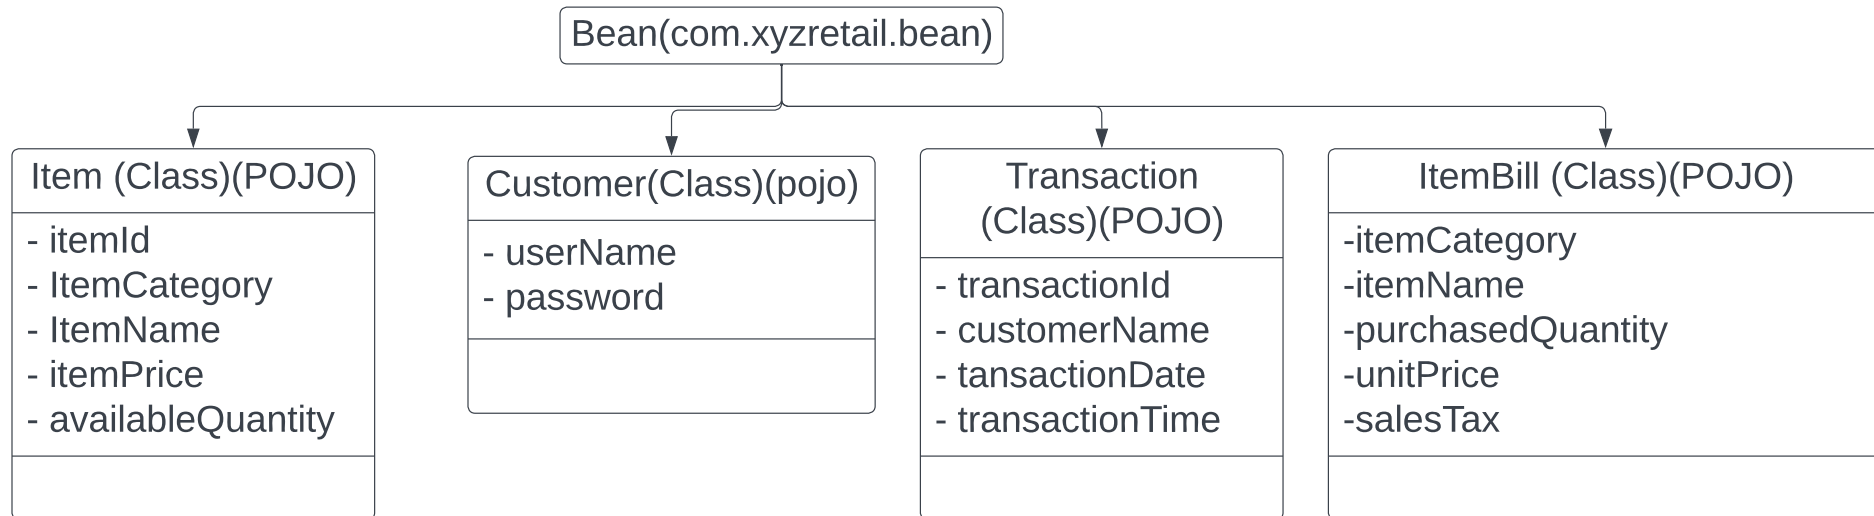 Bean(com.xyzretail.bean)
Item (Class)(POJO)
- itemId
- ItemCategory
- ItemName
- itemPrice
- availableQuantity
Customer(Class)(pojo)
- userName
- password
Transaction
(Class)(POJO)
- transactionId
- customerName
- tansactionDate
- transactionTime
ItemBill (Class)(POJO)
-itemCategory
-itemName
-purchasedQuantity
-unitPrice
-salesTax